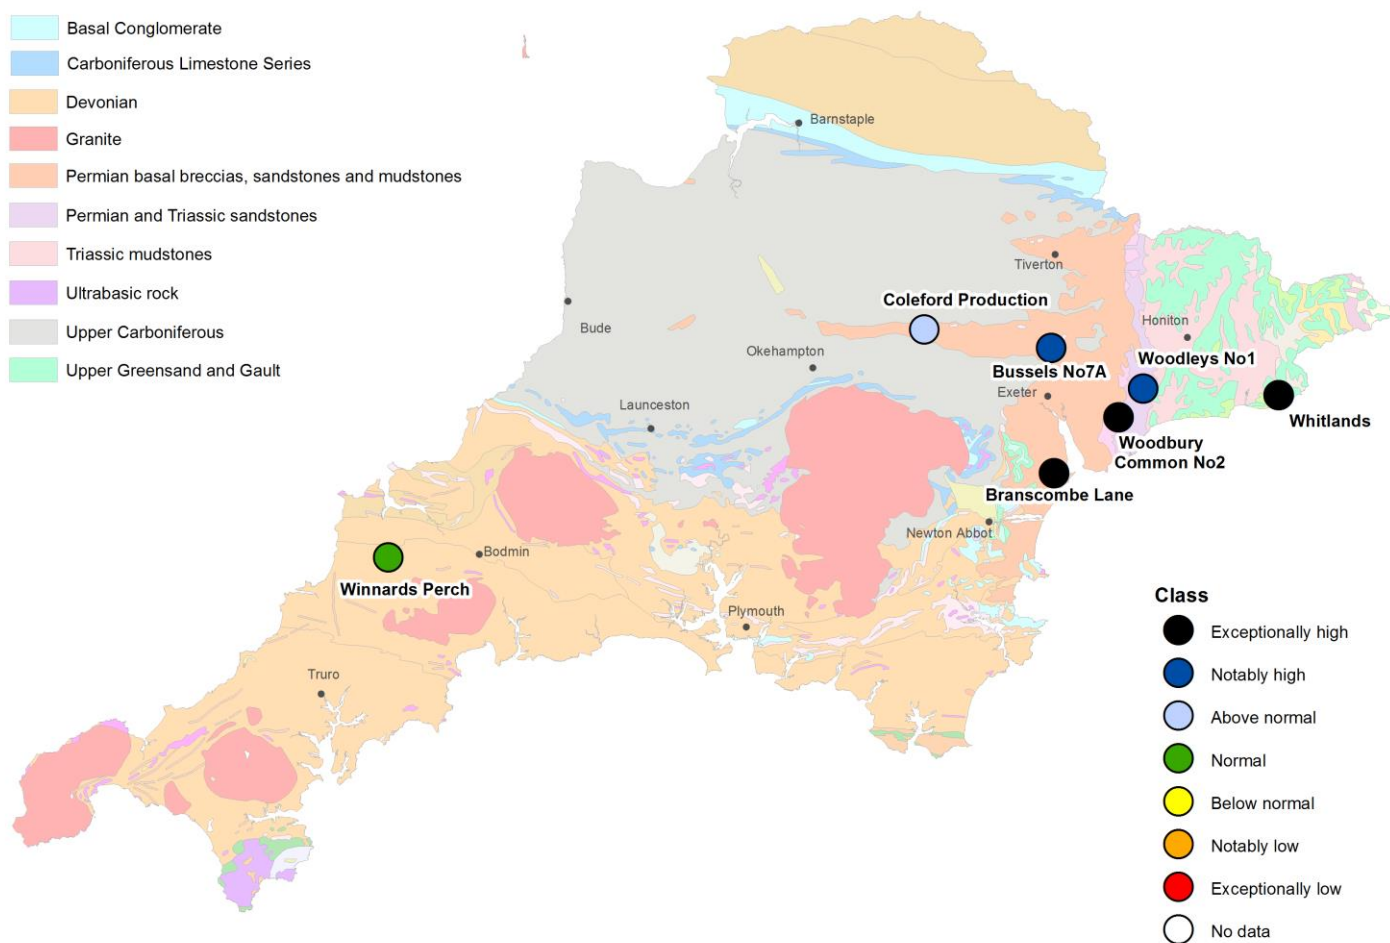 Basal Conglomerate
Carboniferous Limestone Series
Devonian
Granite
Permian basal breccias, sandstones and mudstones
Permian and Triassic sandstones
Triassic mudstones
Ultrabasic rock
Upper Carboniferous
Upper Greensand and Gault
Barnstaple
Tiverton
Coleford Production
Bude
Honiton
Okehampton
Bussels No7A
Woodleys No1
Exeter
Launceston
Whitlands
Woodbury
Common No2
Branscombe Lane
Newton Abbot
Bodmin
Winnards Perch
Plymouth
Truro
Class
Exceptionally high
Notably high
Above normal
Normal
Below normal
Notably low
Exceptionally low
No data